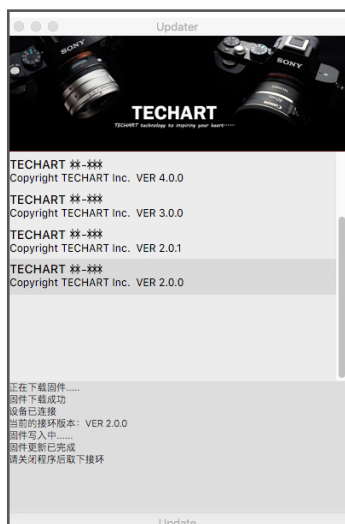 Updater
SONY
SONY
Canon
TECHART
TECHART technology to inspiring your heart······
TECHART ※-※※
Copyright TECHART Inc. VER 4.0.0
TECHART ※-※※
Copyright TECHART Inc. VER 3.0.0
TECHART ※-※※
Copyright TECHART Inc. VER 2.0.1
TECHART ※-※※
Copyright TECHART Inc. VER 2.0.0
正在下载固件.....
固件下载成功
设备已连接
当前的接环版本：VER 2.0.0
固件写入中......
固件更新已完成
请关闭程序后取下接环
Update